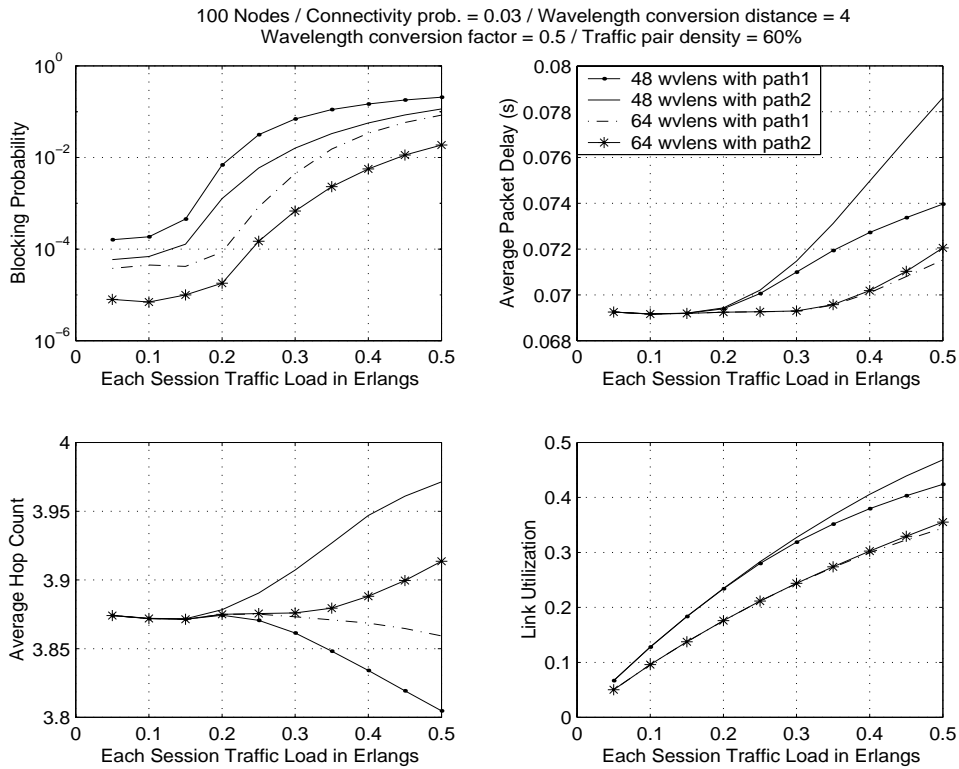 100 Nodes / Connectivity prob. = 0.03 / Wavelength conversion distance = 4
Wavelength conversion factor = 0.5 / Traffic pair density = 60%
10^0
10^-2
10^-4
10^-6
Blocking Probability
0 0.1 0.2 0.3 0.4 0.5
Each Session Traffic Load in Erlangs
0.08
0.078
0.076
0.074
0.072
0.07
0.068
Average Packet Delay (s)
48 wvlens with path1
48 wvlens with path2
64 wvlens with path1
64 wvlens with path2
0 0.1 0.2 0.3 0.4 0.5
Each Session Traffic Load in Erlangs
4
3.95
3.9
3.85
3.8
Average Hop Count
0 0.1 0.2 0.3 0.4 0.5
Each Session Traffic Load in Erlangs
0.5
0.4
0.3
0.2
0.1
0
Link Utilization
0 0.1 0.2 0.3 0.4 0.5
Each Session Traffic Load in Erlangs